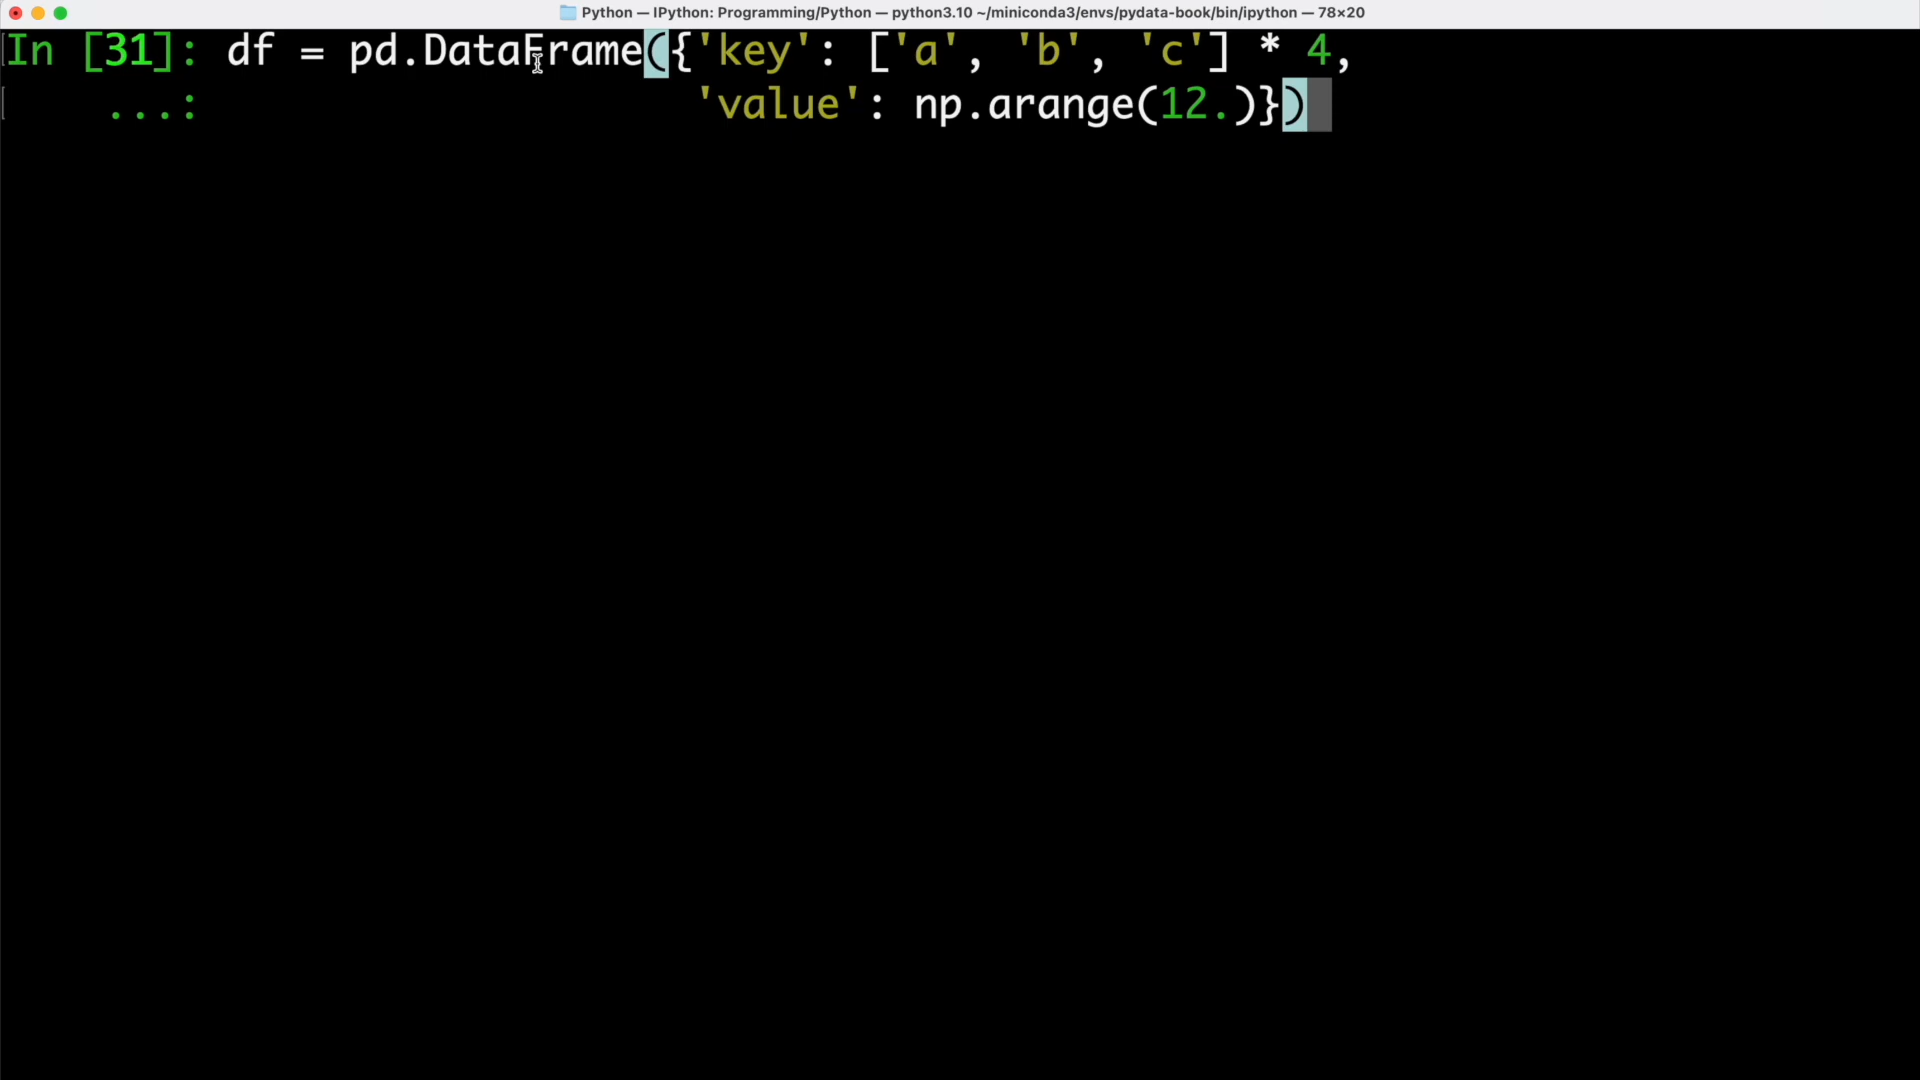 Python — IPython: Programming/Python — python3.10 ~/miniconda3/envs/pydata-book/bin/ipython — 78×20
In [31]: df = pd.DataFrame({'key': ['a', 'b', 'c'] * 4,
...: 'value': np.arange(12.)})